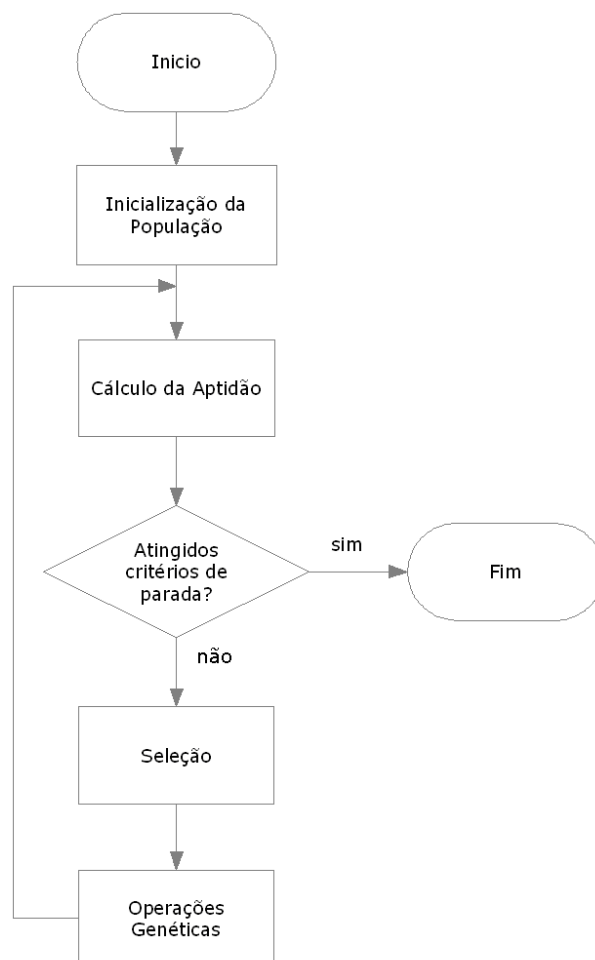 Inicio
Inicialização da
População
Cálculo da Aptidão
Atingidos
critérios de
parada?
sim
Fim
não
Seleção
Operações
Genéticas